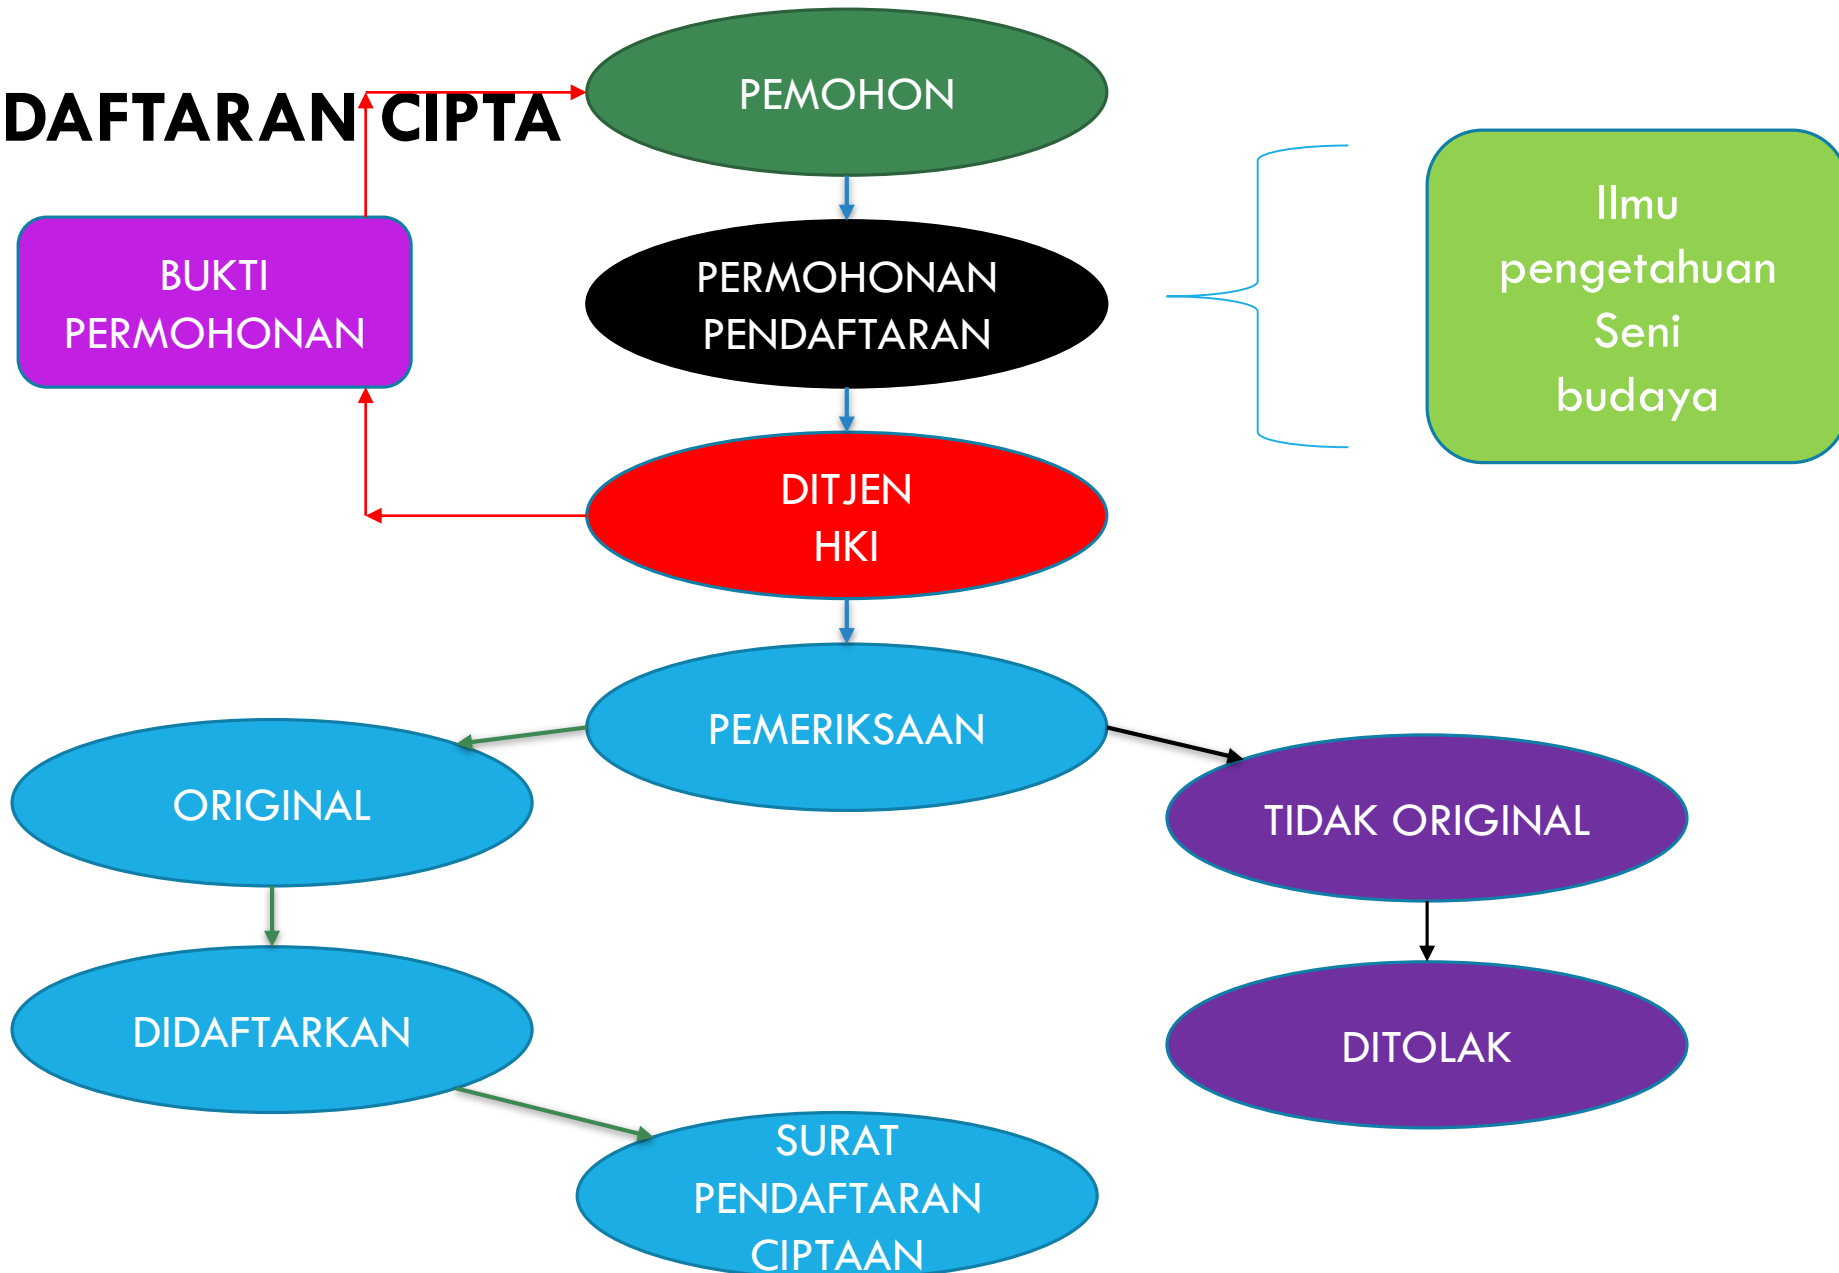 DAFTARAN CIPTA
PEMOHON
BUKTI
PERMOHONAN
PERMOHONAN
PENDAFTARAN
Ilmu
pengetahuan
Seni
budaya
DITJEN
HKI
PEMERIKSAAN
ORIGINAL
TIDAK ORIGINAL
DIDAFTARKAN
DITOLAK
SURAT
PENDAFTARAN
CIPTAAN